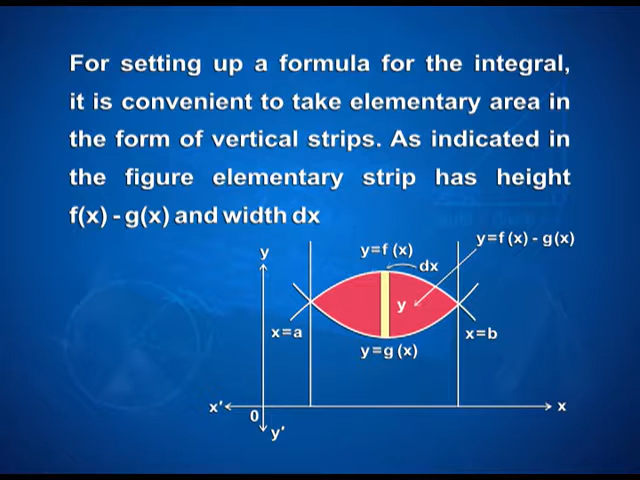 For setting up a formula for the integral,
it is convenient to take elementary area in
the form of vertical strips. As indicated in
the figure elementary strip has height
f(x) - g(x) and width dx
y=f(x) - g(x)
y
y=f (x)
dx
y
x=a
x=b
y=g (x)
x′
0
x
y′